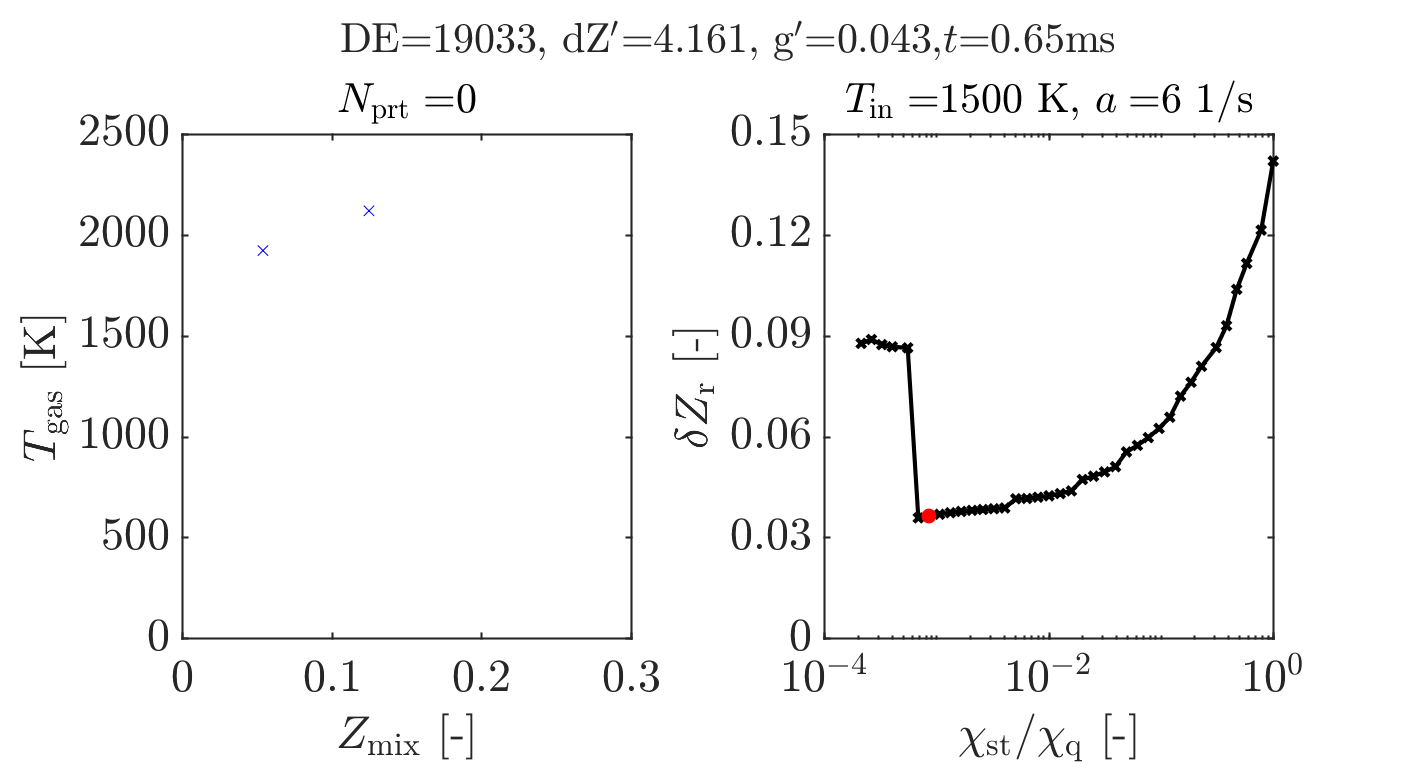 DE=19033, dZ′=4.161, g′=0.043,t=0.65ms
N_prt =0
2500
2000
1500
1000
500
0
T_gas [K]
0 0.1 0.2 0.3
Z_mix [-]
T_in =1500 K, a =6 1/s
0.15
0.12
0.09
0.06
0.03
0
δZ_r [-]
10^−4 10^−2 10^0
χ_st/χ_q [-]